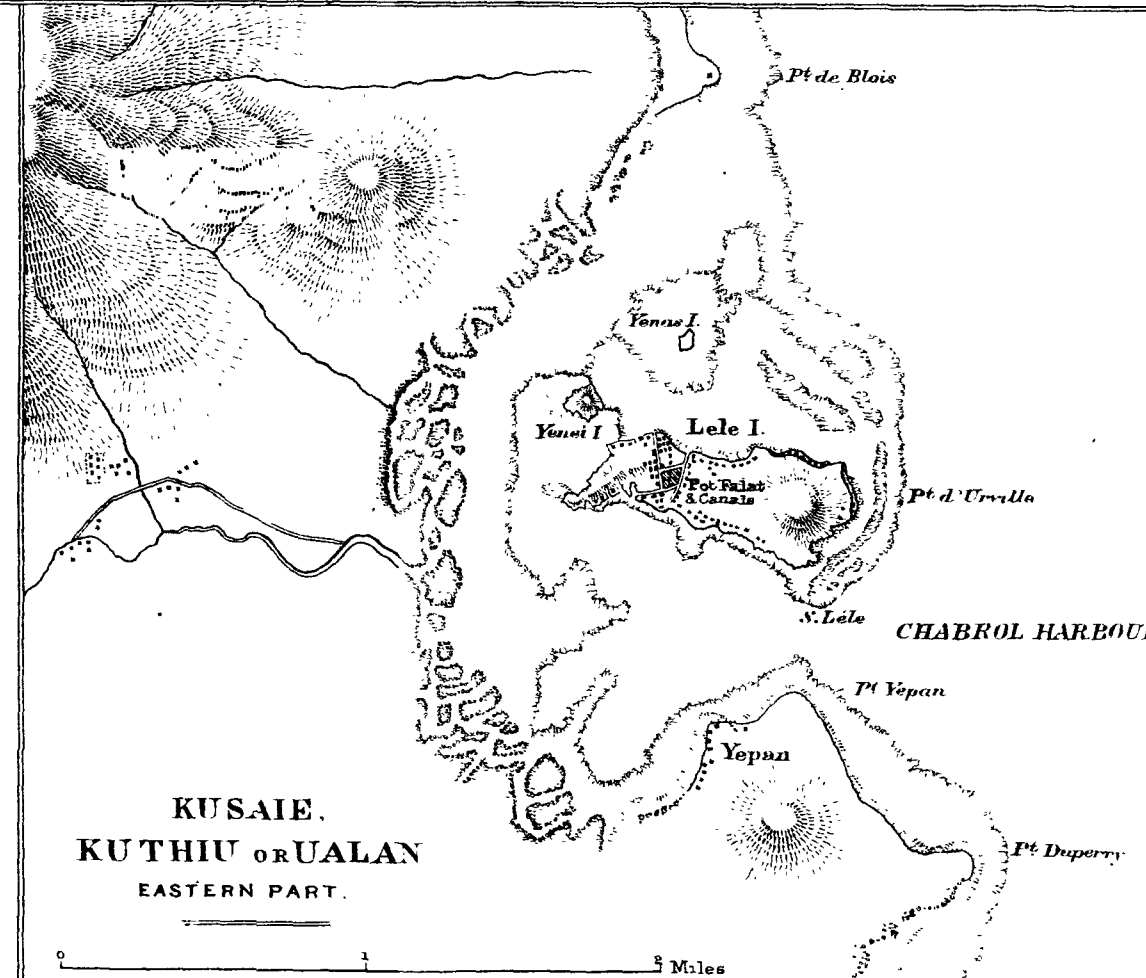 Pt de Blois
Yenas I.
Yenei I
Lele I.
Pot Falat
& Canals
Pt d'Urville
S. Léle
CHABROL HARBOU
Pt Yepan
Yepan
KUSAIE,
KUTHIU OR UALAN
EASTERN PART.
Pt Duperry
0 1 2 Miles